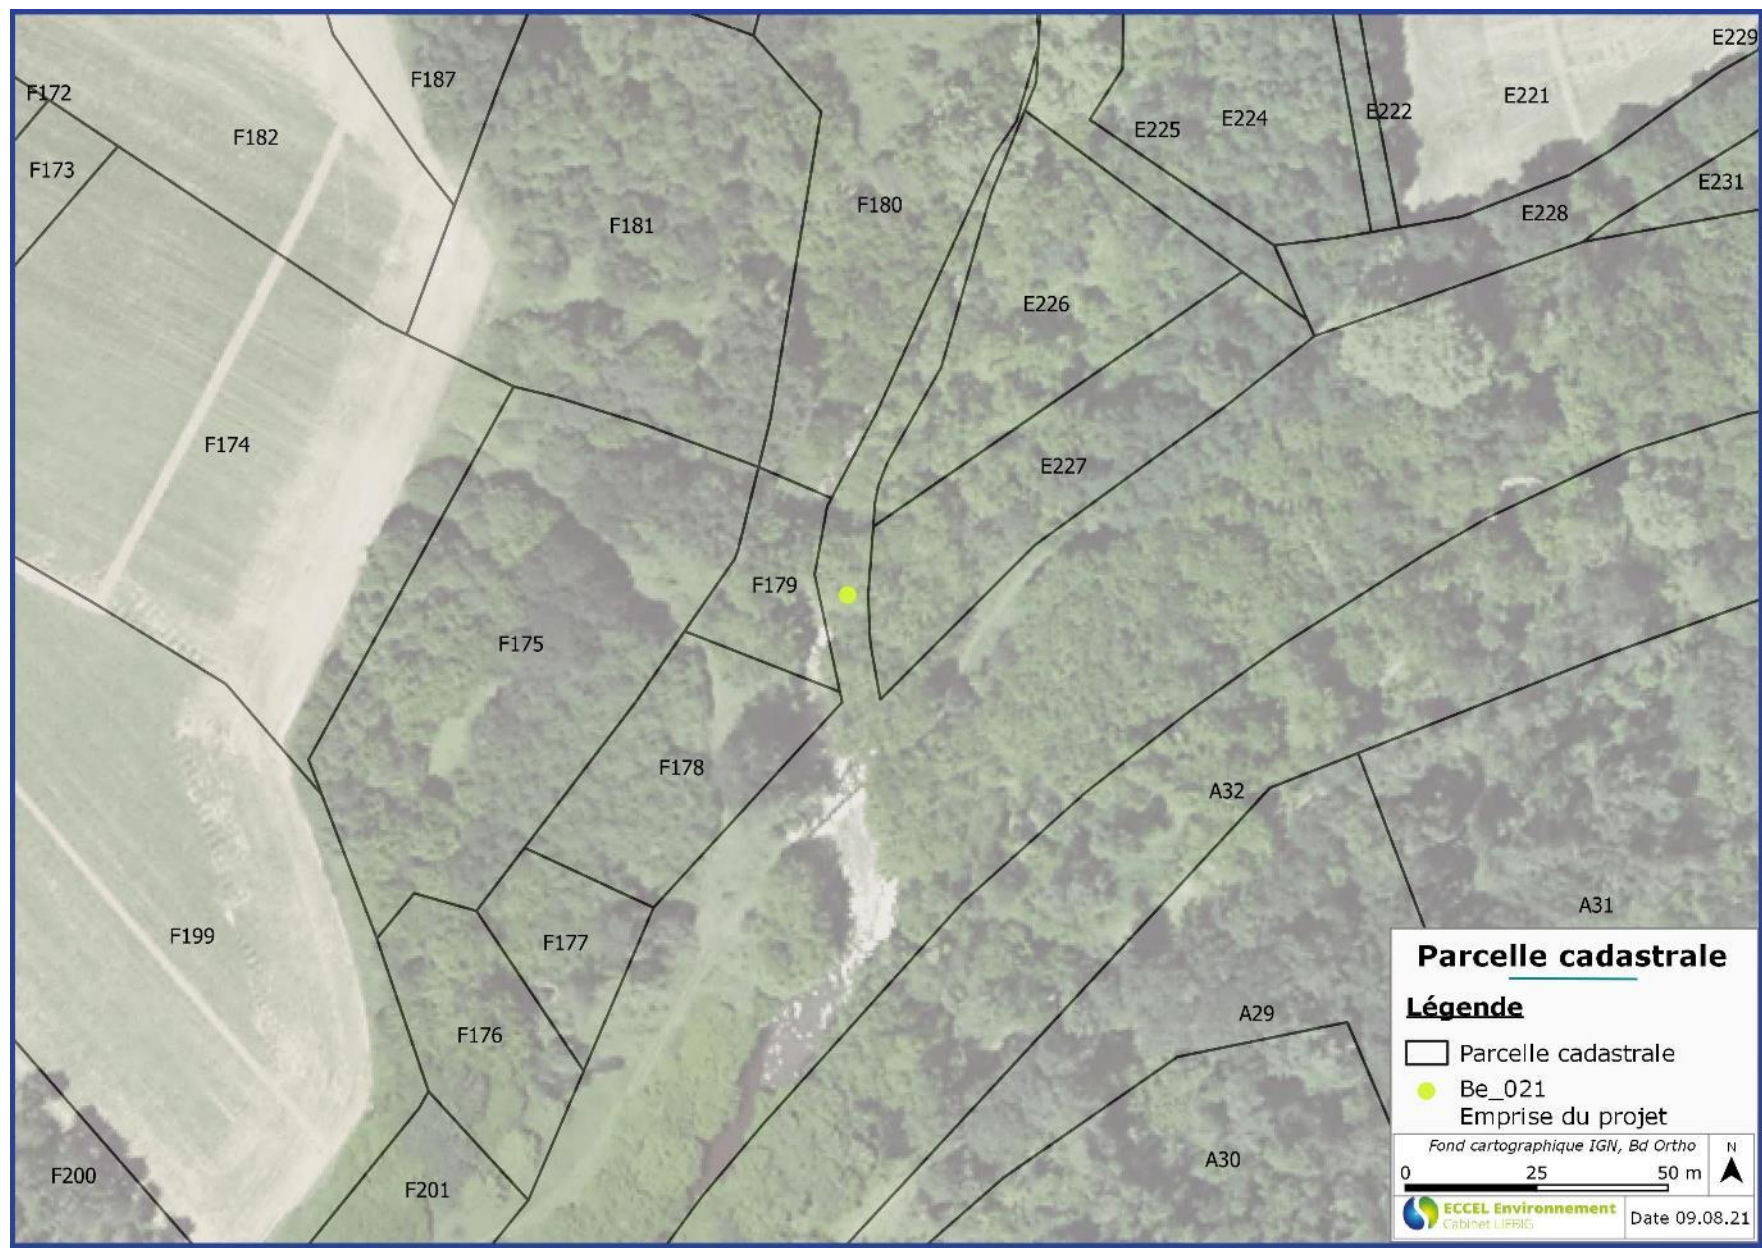 E229
F187
F172
E221
F182
E224
E222
E225
F173
E231
F180
E228
F181
E226
F174
E227
F179
F175
F178
A32
A31
F199
F177
A29
F176
A30
F200
F201
Parcelle cadastrale
Légende
Parcelle cadastrale
Be_021
Emprise du projet
Fond cartographique IGN, Bd Ortho
N
0 25 50 m
ECCEL Environnement
Cabinet LIEBIG
Date 09.08.21